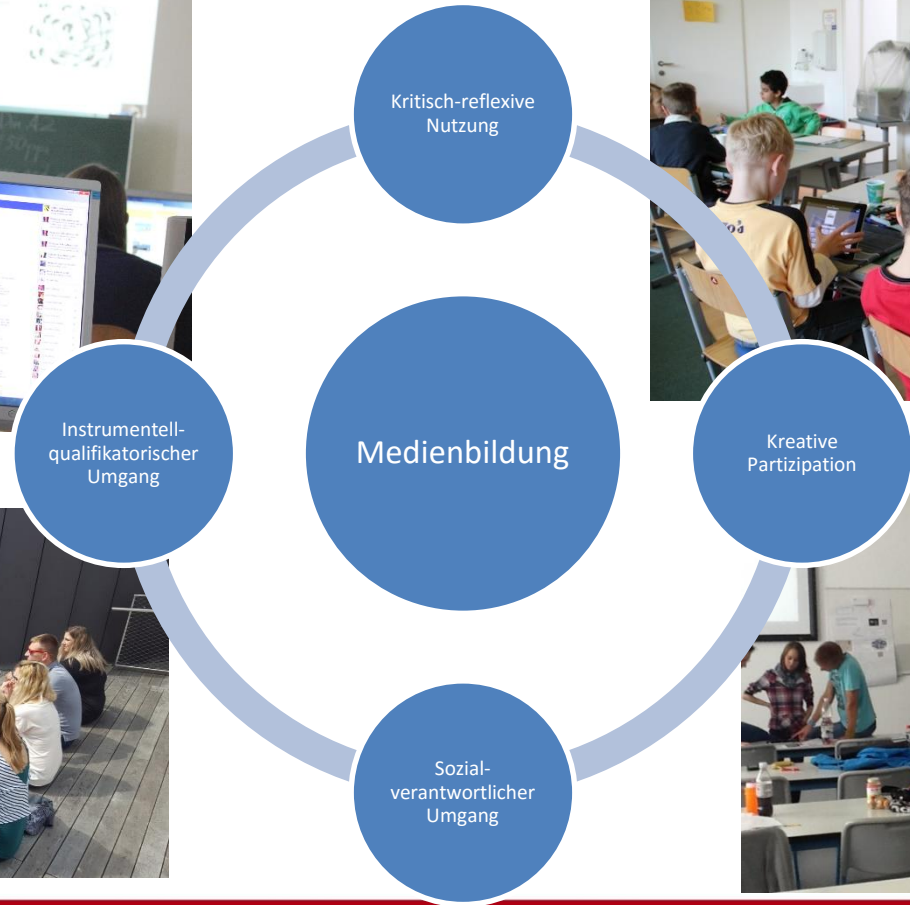 Kritisch-reflexive
Nutzung
Instrumentell-
qualifikatorischer
Umgang
Medienbildung
Kreative
Partizipation
Sozial-
verantwortlicher
Umgang